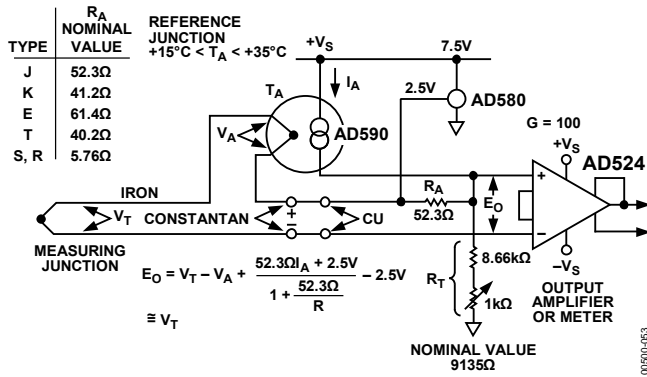 R_A
NOMINAL
VALUE
TYPE
J 52.3Ω
K 41.2Ω
E 61.4Ω
T 40.2Ω
S, R 5.76Ω
REFERENCE
JUNCTION
+15°C < T_A < +35°C
+V_S
7.5V
I_A
T_A
2.5V
AD580
V_A
AD590
G = 100
+V_S
AD524
IRON
R_A
52.3Ω
+
E_O
–
V_T
CONSTANTAN
+
–
CU
MEASURING
JUNCTION
8.66kΩ
R_T
1kΩ
–V_S
OUTPUT
AMPLIFIER
OR METER
E_O = V_T – V_A + (52.3ΩI_A + 2.5V) / (1 + 52.3Ω/R) – 2.5V
≅ V_T
NOMINAL VALUE
9135Ω
00500-053